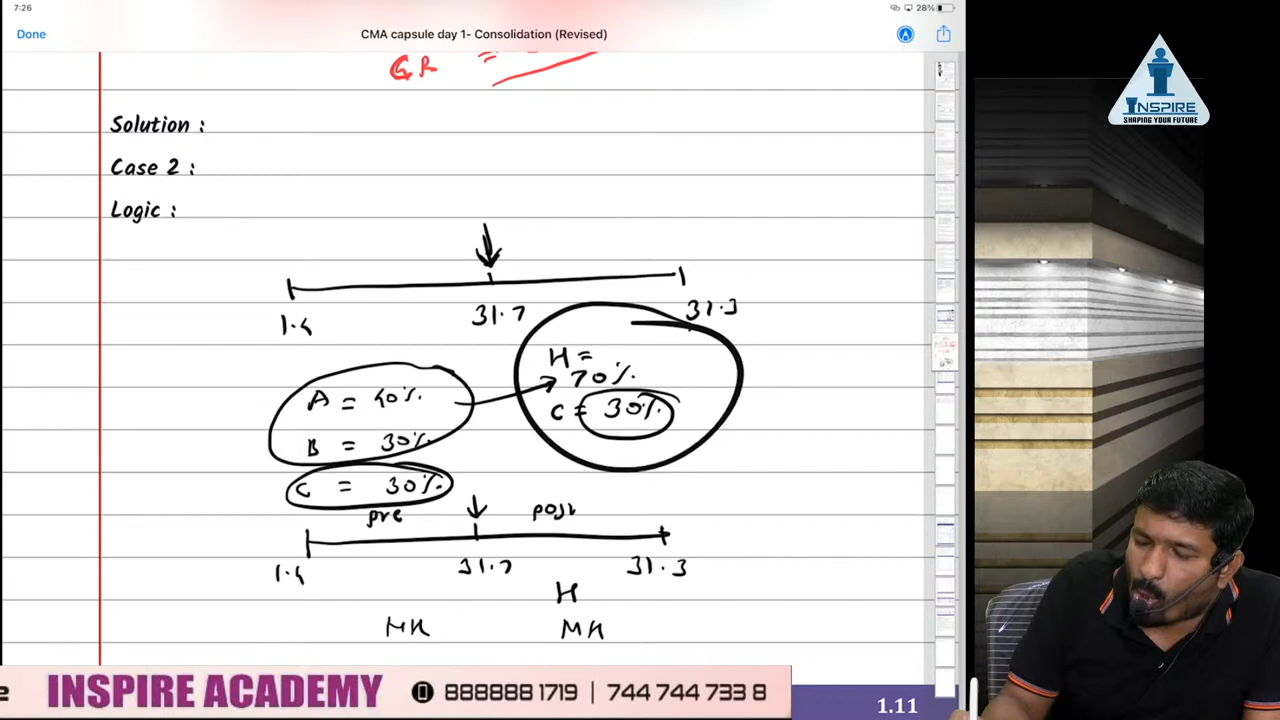 7:26
28%
Done
CMA capsule day 1- Consolidation (Revised)
GR =
Solution :
Case 2 :
Logic :
1.4 31.7 31.3
H =
70%.
C = 30%.
A = 40%.
B = 30%.
C = 30%.
pre post
1.4 31.7 31.3
H
INSPIRE
SHAPING YOUR FUTURE
e INSPIRE ACADEMY 888888 1719 | 744 744 733 8
1.11